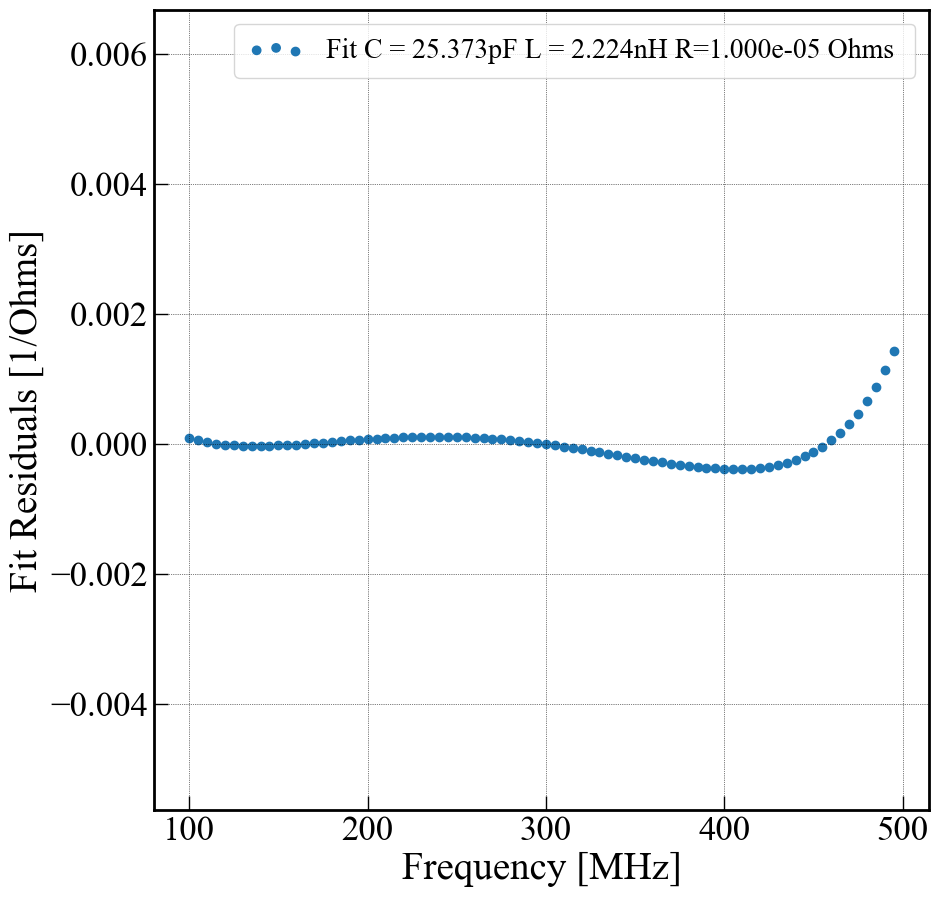 Fit C = 25.373pF L = 2.224nH R=1.000e-05 Ohms
0.006
0.004
0.002
0.000
−0.002
−0.004
Fit Residuals [1/Ohms]
100 200 300 400 500
Frequency [MHz]